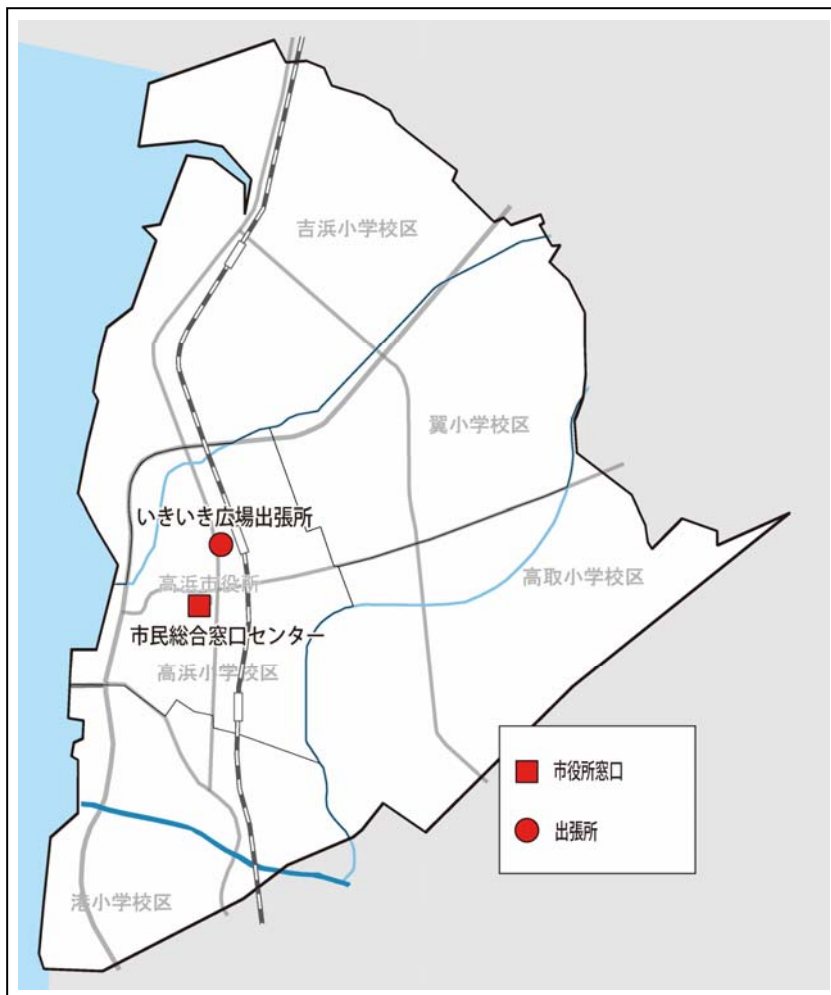 吉浜小学校区
翼小学校区
いきいき広場出張所
高浜市役所
高取小学校区
市民総合窓口センター
高浜小学校区
市役所窓口
出張所
港小学校区